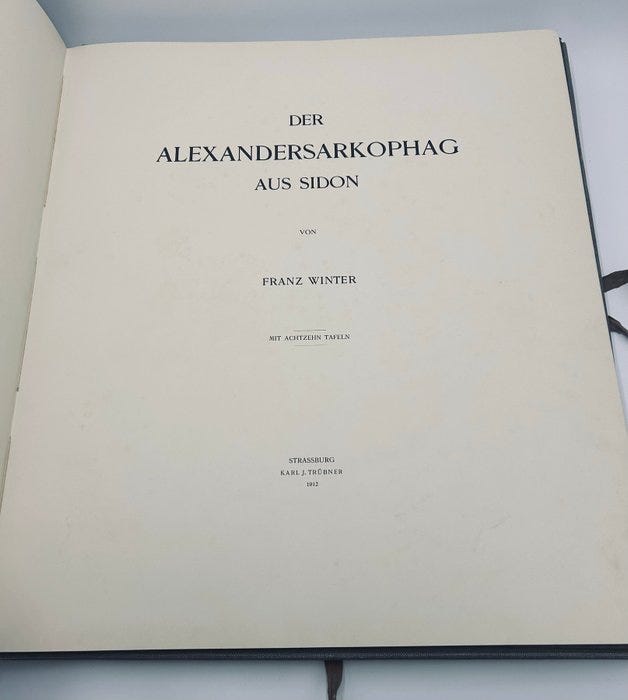 DER
ALEXANDERSARKOPHAG
AUS SIDON
VON
FRANZ WINTER
MIT ACHTZEHN TAFELN
STRASSBURG
KARL J. TRÜBNER
1912